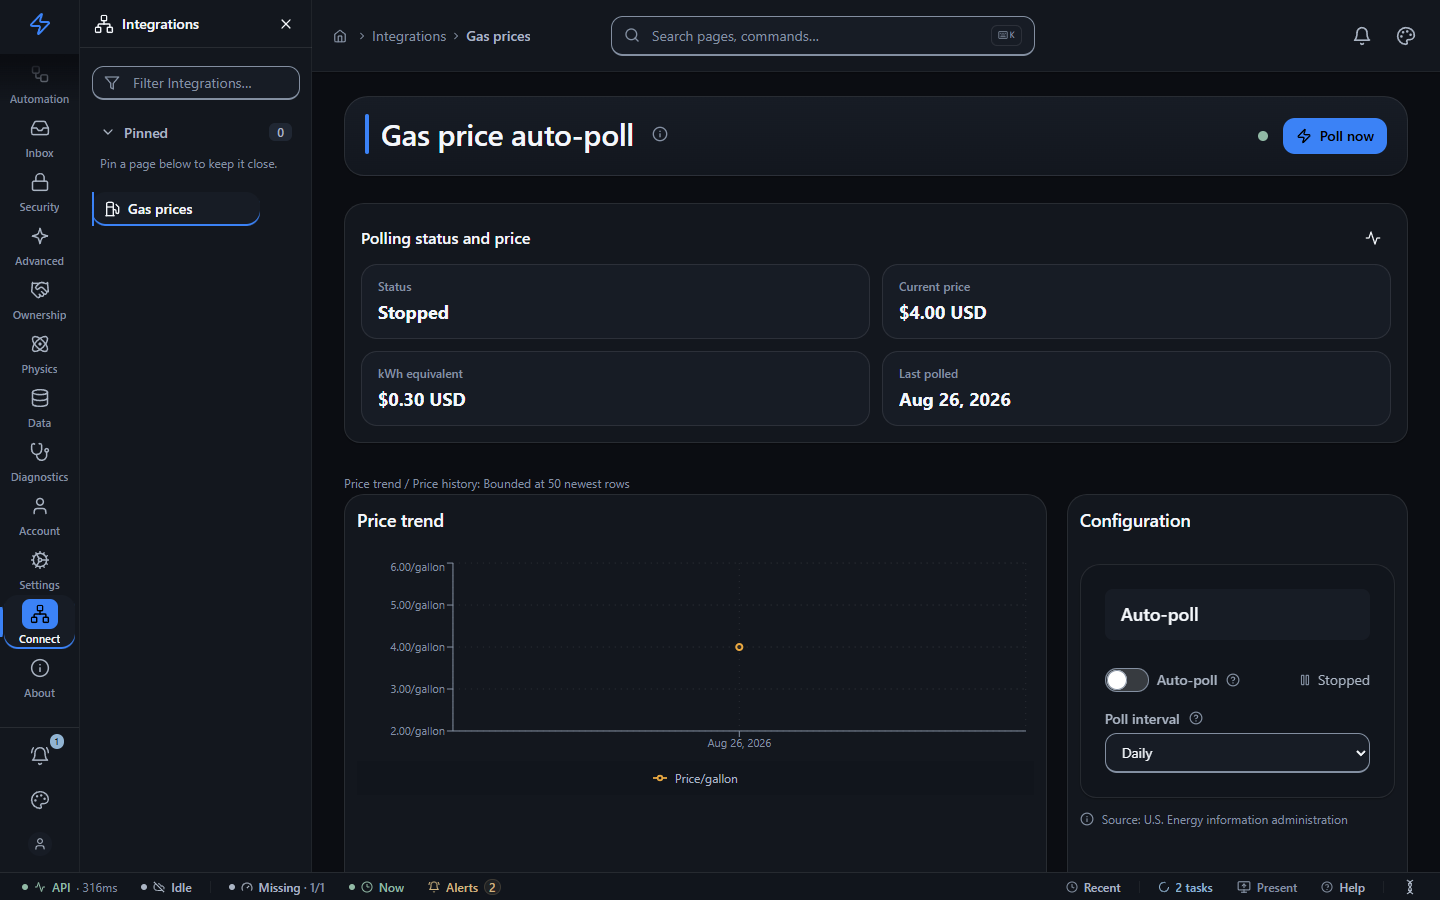 Integrations
Integrations > Gas prices
Search pages, commands...
K
Automation
Inbox
Security
Advanced
Ownership
Physics
Data
Diagnostics
Account
Settings
Connect
About
1
Filter Integrations...
Pinned
0
Pin a page below to keep it close.
Gas prices
Gas price auto-poll
Poll now
Polling status and price
Status
Stopped
Current price
$4.00 USD
kWh equivalent
$0.30 USD
Last polled
Aug 26, 2026
Price trend / Price history: Bounded at 50 newest rows
Price trend
6.00/gallon
5.00/gallon
4.00/gallon
3.00/gallon
2.00/gallon
Aug 26, 2026
Price/gallon
Configuration
Auto-poll
Auto-poll
Stopped
Poll interval
Daily
Source: U.S. Energy information administration
API · 316ms
Idle
Missing · 1/1
Now
Alerts 2
Recent
2 tasks
Present
Help